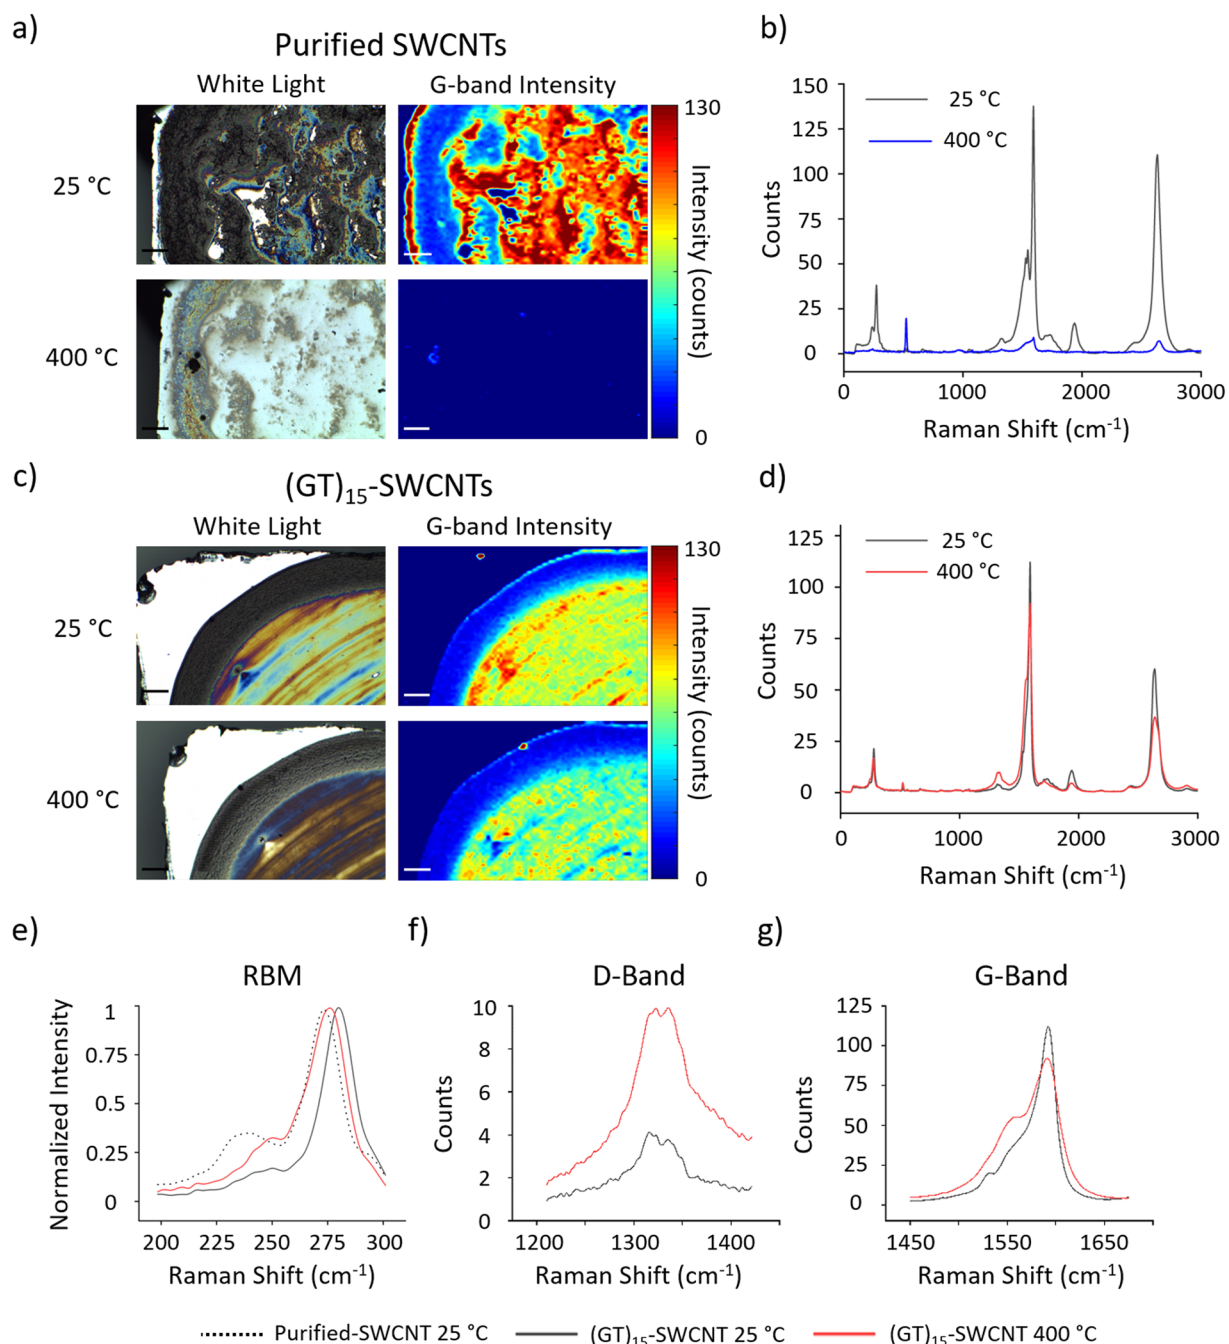 a)
Purified SWCNTs
White Light
G-band Intensity
25 °C
400 °C
130
Intensity (counts)
0
b)
150
125
100
75
50
25
0
Counts
25 °C
400 °C
0
1000
2000
3000
Raman Shift (cm-1)
c)
(GT)15-SWCNTs
White Light
G-band Intensity
25 °C
400 °C
130
Intensity (counts)
0
d)
125
100
75
50
25
0
Counts
25 °C
400 °C
0
1000
2000
3000
Raman Shift (cm-1)
e)
RBM
Normalized Intensity
1
0.75
0.5
0.25
0
200
225
250
275
300
Raman Shift (cm-1)
f)
D-Band
Counts
10
8
6
4
2
0
1200
1300
1400
Raman Shift (cm-1)
g)
G-Band
Counts
125
100
75
50
25
0
1450
1550
1650
Raman Shift (cm-1)
Purified-SWCNT 25 °C
(GT)15-SWCNT 25 °C
(GT)15-SWCNT 400 °C